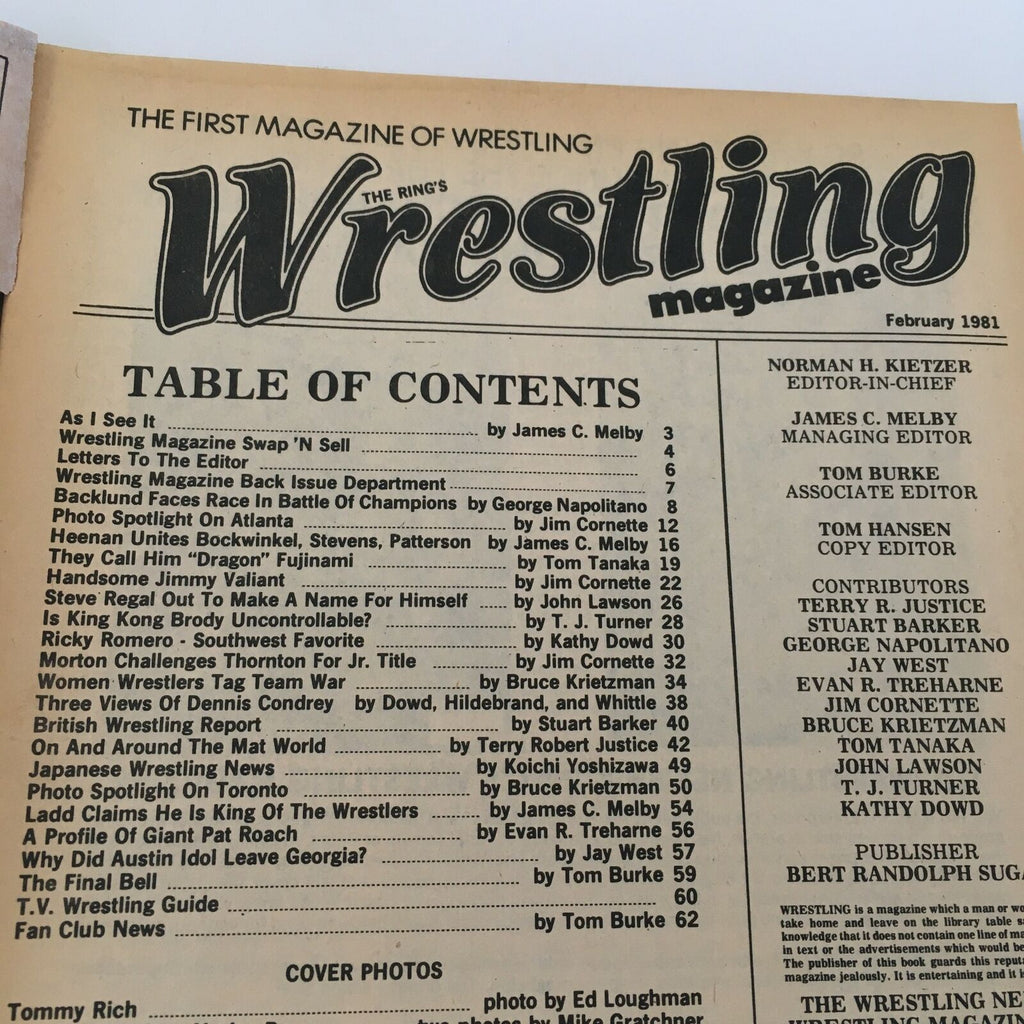 THE FIRST MAGAZINE OF WRESTLING
THE RING'S
Wrestling
magazine
February 1981
TABLE OF CONTENTS
As I See It ........ by James C. Melby 3
Wrestling Magazine Swap 'N Sell ........ 4
Letters To The Editor ........ 6
Wrestling Magazine Back Issue Department ........ 7
Backlund Faces Race In Battle Of Champions by George Napolitano 8
Photo Spotlight On Atlanta ........ by Jim Cornette 12
Heenan Unites Bockwinkel, Stevens, Patterson by James C. Melby 16
They Call Him "Dragon" Fujinami ........ by Tom Tanaka 19
Handsome Jimmy Valiant ........ by Jim Cornette 22
Steve Regal Out To Make A Name For Himself ...... by John Lawson 26
Is King Kong Brody Uncontrollable? ........ by T. J. Turner 28
Ricky Romero - Southwest Favorite ........ by Kathy Dowd 30
Morton Challenges Thornton For Jr. Title ........ by Jim Cornette 32
Women Wrestlers Tag Team War ........ by Bruce Krietzman 34
Three Views Of Dennis Condrey by Dowd, Hildebrand, and Whittle 38
British Wrestling Report ........ by Stuart Barker 40
On And Around The Mat World ........ by Terry Robert Justice 42
Japanese Wrestling News ........ by Koichi Yoshizawa 49
Photo Spotlight On Toronto ........ by Bruce Krietzman 50
Ladd Claims He Is King Of The Wrestlers ........ by James C. Melby 54
A Profile Of Giant Pat Roach ........ by Evan R. Treharne 56
Why Did Austin Idol Leave Georgia? ........ by Jay West 57
The Final Bell ........ by Tom Burke 59
T.V. Wrestling Guide ........ 60
Fan Club News ........ by Tom Burke 62
COVER PHOTOS
Tommy Rich ........ photo by Ed Loughman
two photos by Mike Gratchner
NORMAN H. KIETZER
EDITOR-IN-CHIEF
JAMES C. MELBY
MANAGING EDITOR
TOM BURKE
ASSOCIATE EDITOR
TOM HANSEN
COPY EDITOR
CONTRIBUTORS
TERRY R. JUSTICE
STUART BARKER
GEORGE NAPOLITANO
JAY WEST
EVAN R. TREHARNE
JIM CORNETTE
BRUCE KRIETZMAN
TOM TANAKA
JOHN LAWSON
T. J. TURNER
KATHY DOWD
PUBLISHER
BERT RANDOLPH SUG
WRESTLING is a magazine which a man or wo
take home and leave on the library table s
knowledge that it does not contain one line of ma
in text or the advertisements which would be
The publisher of this book guards this reput
magazine jealously. It is entertaining and it i
THE WRESTLING NE
WRESTLING MAGAZIN